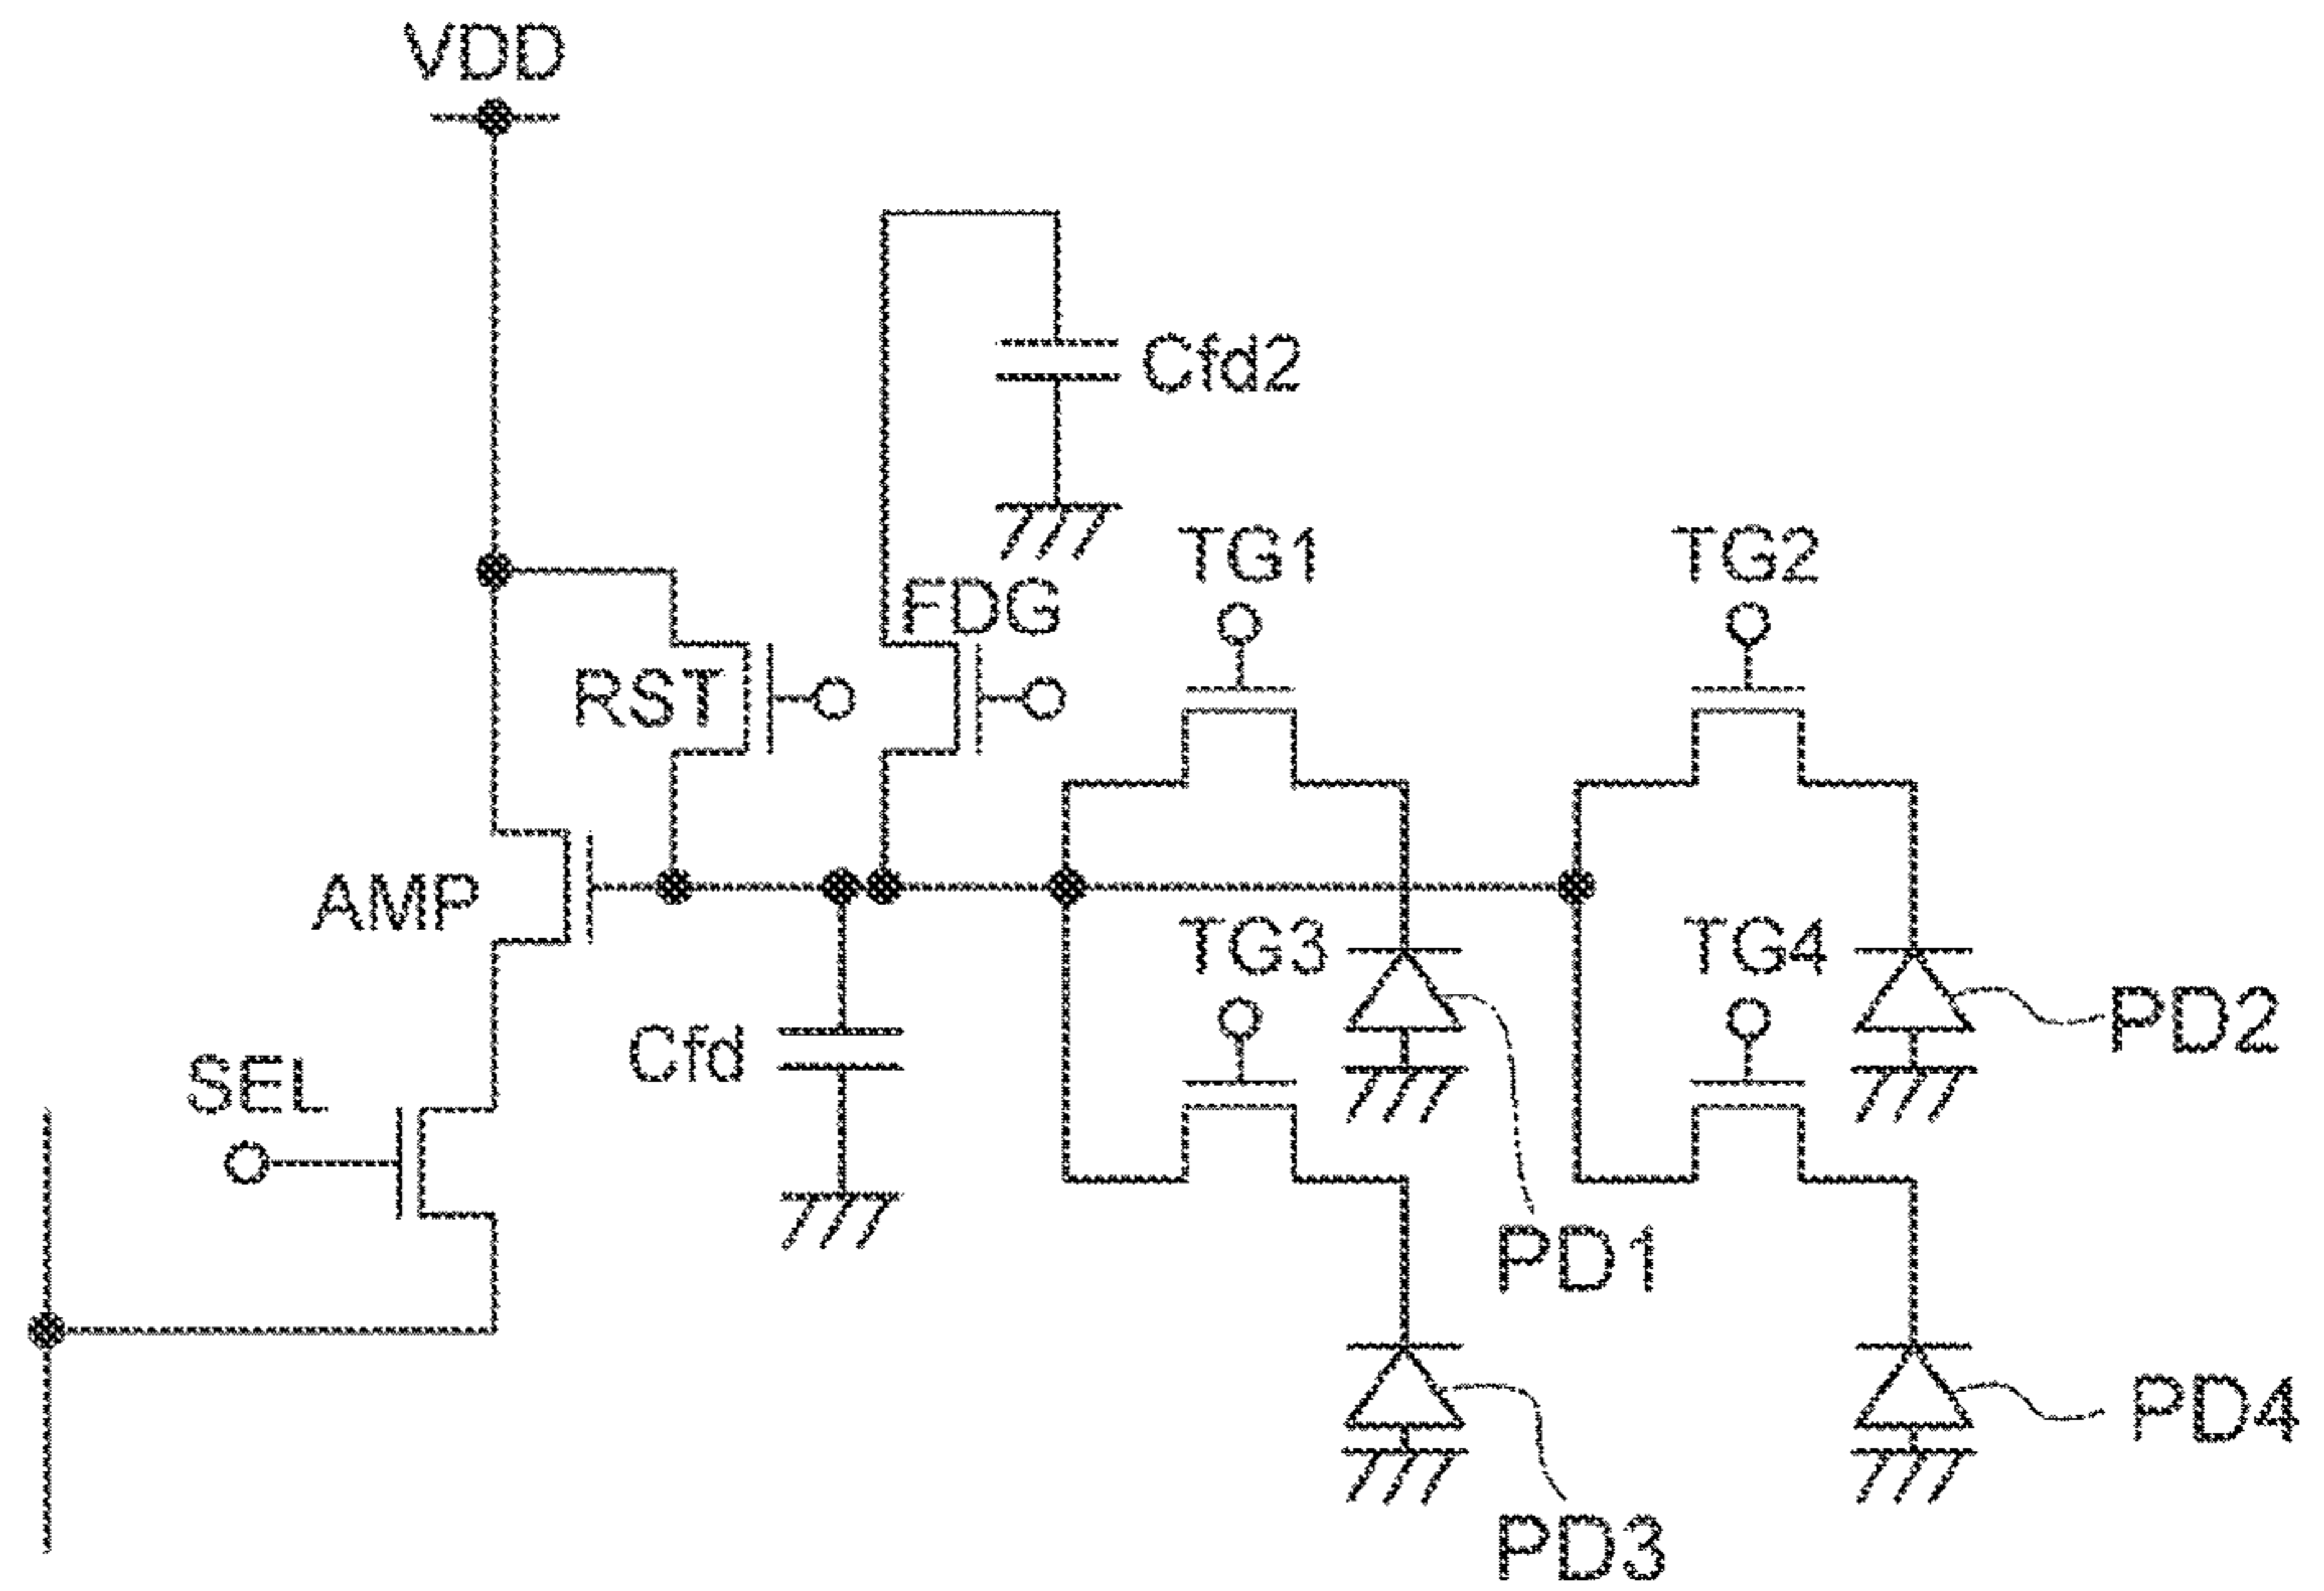 VDD
Cfd2
TG1
TG2
FDG
RST
AMP
TG3
TG4
PD2
Cfd
SEL
PD1
PD4
PD3